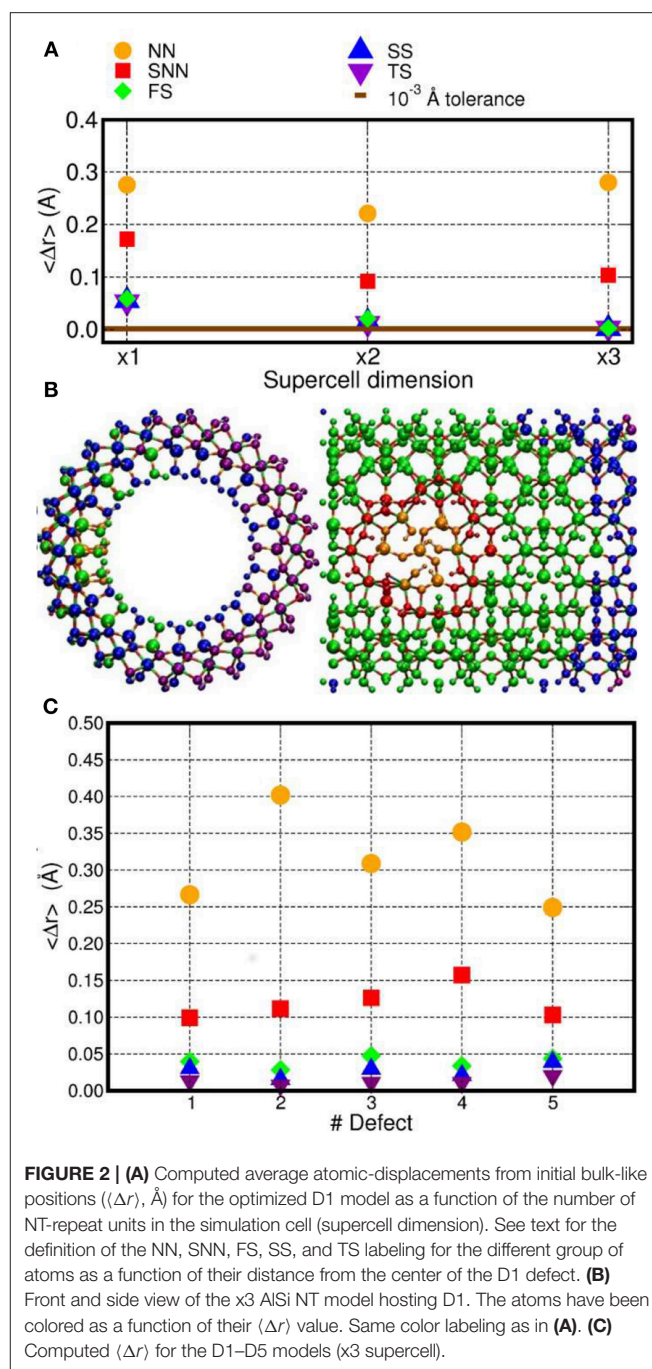 A
NN
SNN
FS
SS
TS
10⁻³ Å tolerance
0.4
0.3
0.2
0.1
0.0
<Δr> (A)
x1
x2
x3
Supercell dimension
B
C
0.50
0.45
0.40
0.35
0.30
0.25
0.20
0.15
0.10
0.05
0.00
<Δr> (Å)
1
2
3
4
5
# Defect
FIGURE 2 | (A) Computed average atomic-displacements from initial bulk-like
positions (⟨Δr⟩, Å) for the optimized D1 model as a function of the number of
NT-repeat units in the simulation cell (supercell dimension). See text for the
definition of the NN, SNN, FS, SS, and TS labeling for the different group of
atoms as a function of their distance from the center of the D1 defect. (B)
Front and side view of the x3 AlSi NT model hosting D1. The atoms have been
colored as a function of their ⟨Δr⟩ value. Same color labeling as in (A). (C)
Computed ⟨Δr⟩ for the D1–D5 models (x3 supercell).